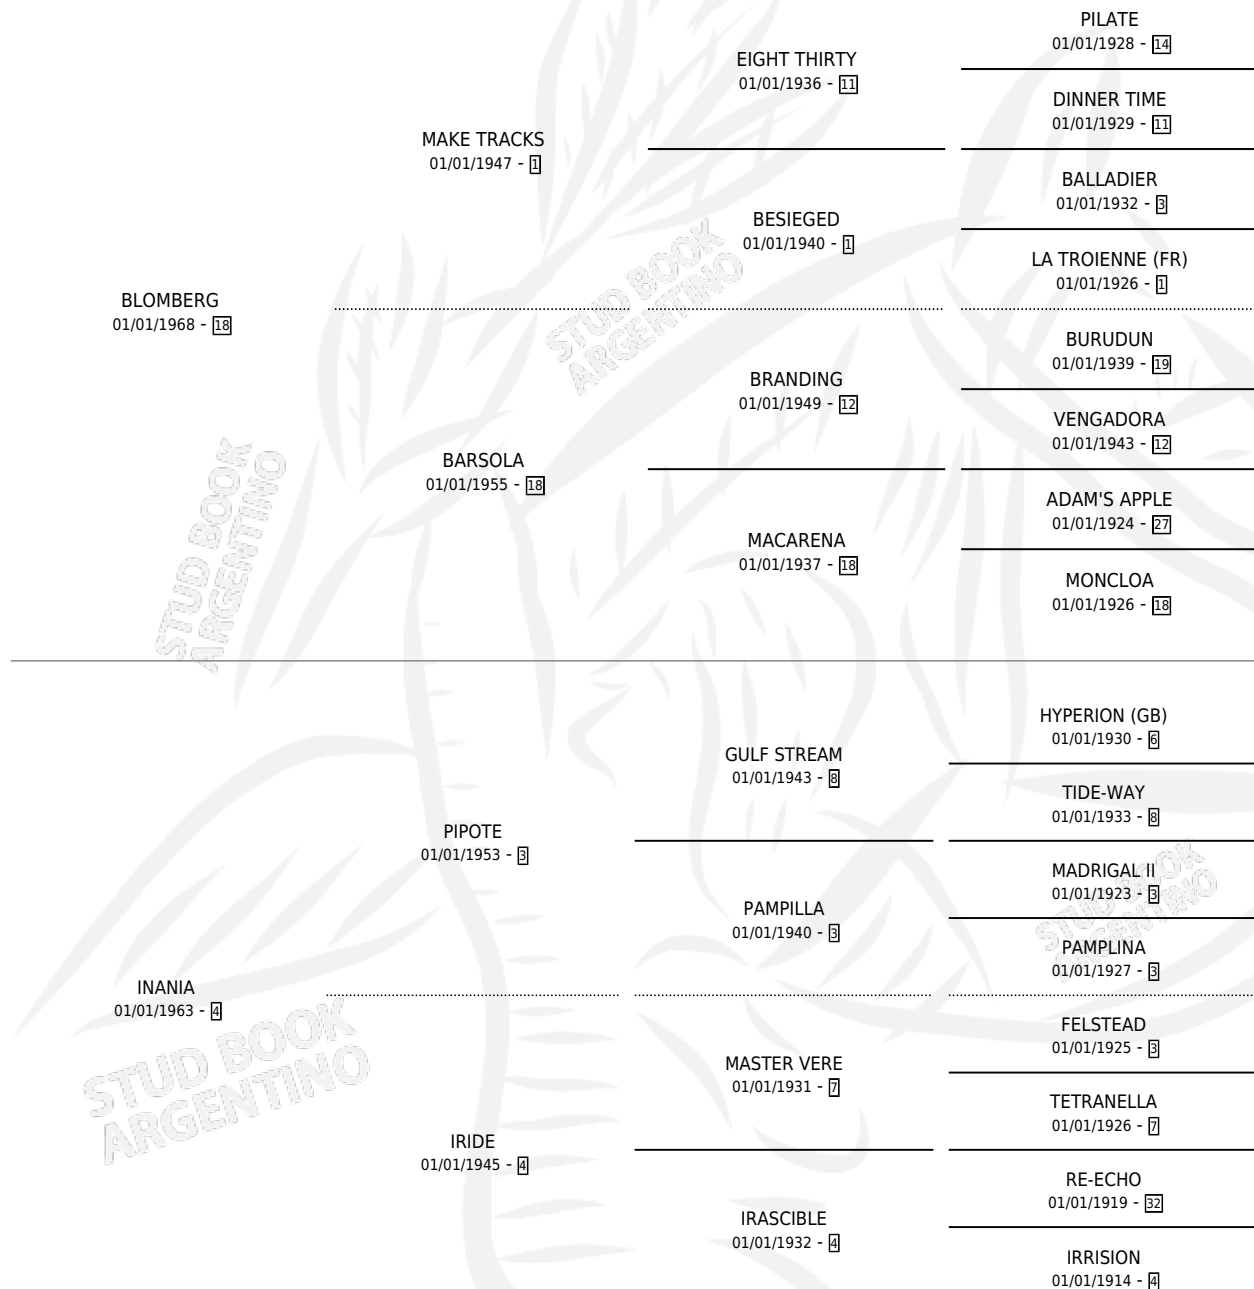 PILATE
01/01/1928 - 14
EIGHT THIRTY
01/01/1936 - 11
DINNER TIME
01/01/1929 - 11
MAKE TRACKS
01/01/1947 - 1
BALLADIER
01/01/1932 - 3
BESIEGED
01/01/1940 - 1
LA TROIENNE (FR)
01/01/1926 - 1
BLOMBERG
01/01/1968 - 18
STUD BOOK
ARGENTINO
BURUDUN
01/01/1939 - 19
BRANDING
01/01/1949 - 12
VENGADORA
01/01/1943 - 12
BARSOLA
01/01/1955 - 18
ADAM'S APPLE
01/01/1924 - 27
MACARENA
01/01/1937 - 18
MONCLOA
01/01/1926 - 18
STUD BOOK
ARGENTINO
HYPERION (GB)
01/01/1930 - 6
GULF STREAM
01/01/1943 - 8
TIDE-WAY
01/01/1933 - 8
PIPOTE
01/01/1953 - 3
MADRIGAL II
01/01/1923 - 3
PAMPILLA
01/01/1940 - 3
PAMPLINA
01/01/1927 - 3
STUD BOOK
ARGENTINO
INANIA
01/01/1963 - 4
FELSTEAD
01/01/1925 - 3
MASTER VERE
01/01/1931 - 7
TETRANELLA
01/01/1926 - 7
STUD BOOK
ARGENTINO
IRIDE
01/01/1945 - 4
RE-ECHO
01/01/1919 - 32
IRASCIBLE
01/01/1932 - 4
IRRISION
01/01/1914 - 4